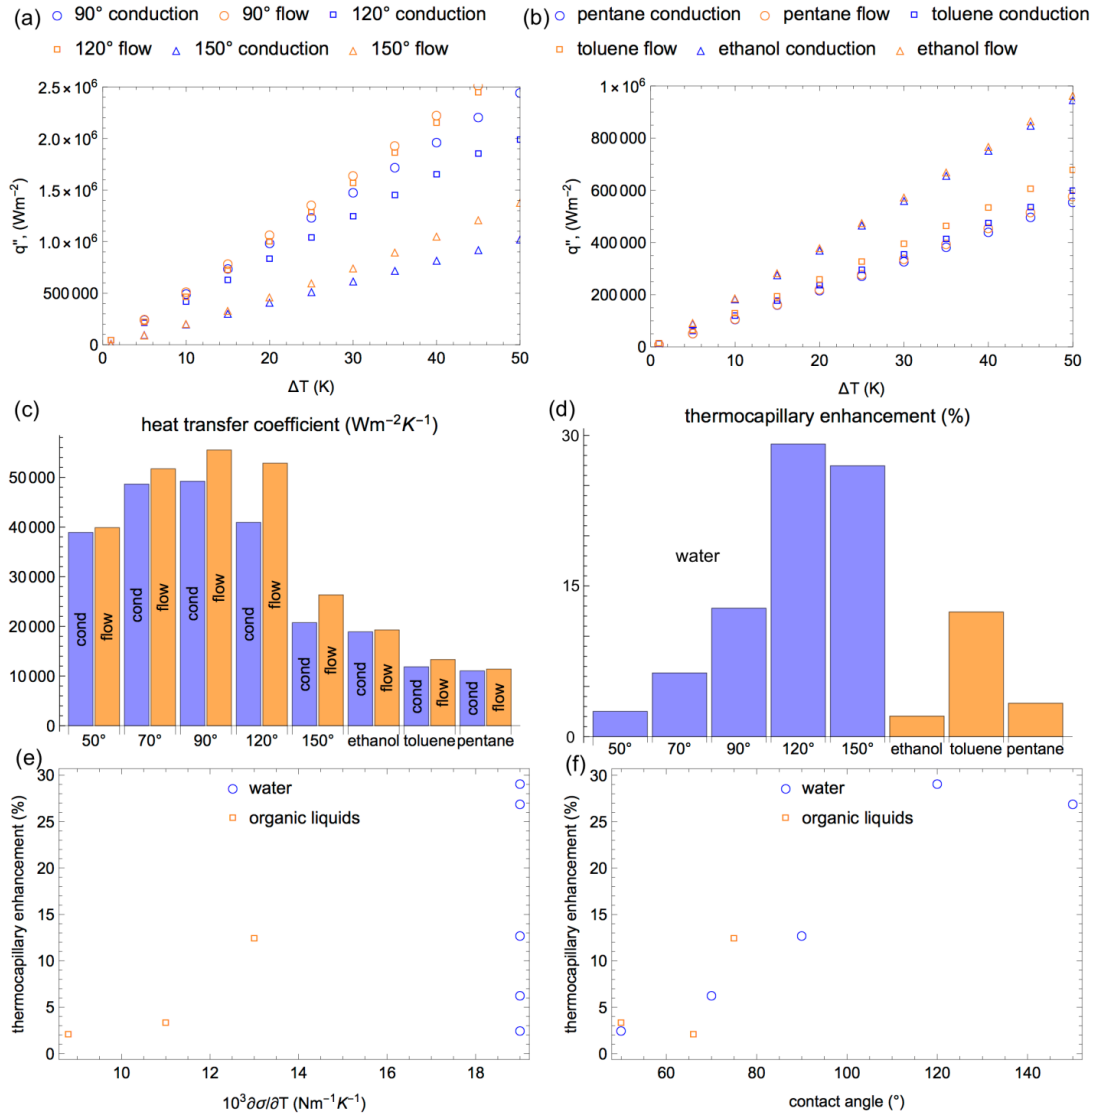 (a)
90° conduction 90° flow 120° conduction
120° flow 150° conduction 150° flow
2.5×10⁶
2.0×10⁶
1.5×10⁶
1.0×10⁶
500000
0
q'', (Wm⁻²)
0 10 20 30 40 50
ΔT (K)
(b)
pentane conduction pentane flow toluene conduction
toluene flow ethanol conduction ethanol flow
1×10⁶
800000
600000
400000
200000
0
q'', (Wm⁻²)
0 10 20 30 40 50
ΔT (K)
(c)
heat transfer coefficient (Wm⁻²K⁻¹)
50000
40000
30000
20000
10000
0
cond flow cond flow cond flow cond flow cond flow cond flow cond flow cond flow
50° 70° 90° 120° 150° ethanol toluene pentane
(d)
thermocapillary enhancement (%)
30
15
0
water
50° 70° 90° 120° 150° ethanol toluene pentane
(e)
water
organic liquids
30
25
20
15
10
5
0
thermocapillary enhancement (%)
10 12 14 16 18
10³∂σ/∂T (Nm⁻¹K⁻¹)
(f)
water
organic liquids
30
25
20
15
10
5
0
thermocapillary enhancement (%)
60 80 100 120 140
contact angle (°)